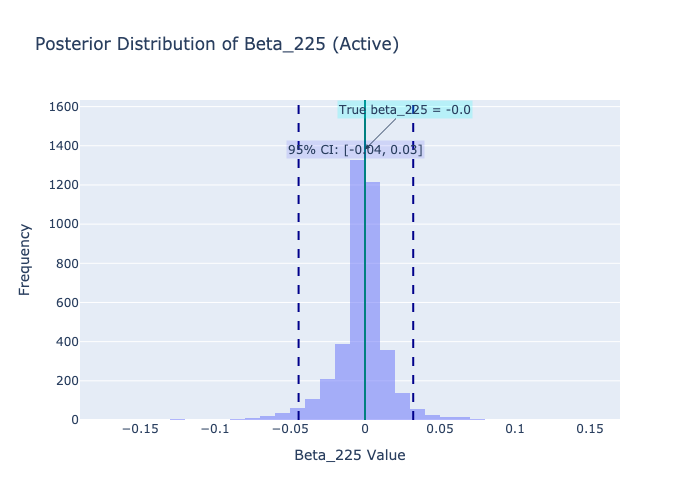 Posterior Distribution of Beta_225 (Active)
True beta_225 = -0.0
95% CI: [-0.04, 0.03]
1600
1400
1200
1000
800
600
400
200
0
Frequency
−0.15 −0.1 −0.05 0 0.05 0.1 0.15
Beta_225 Value